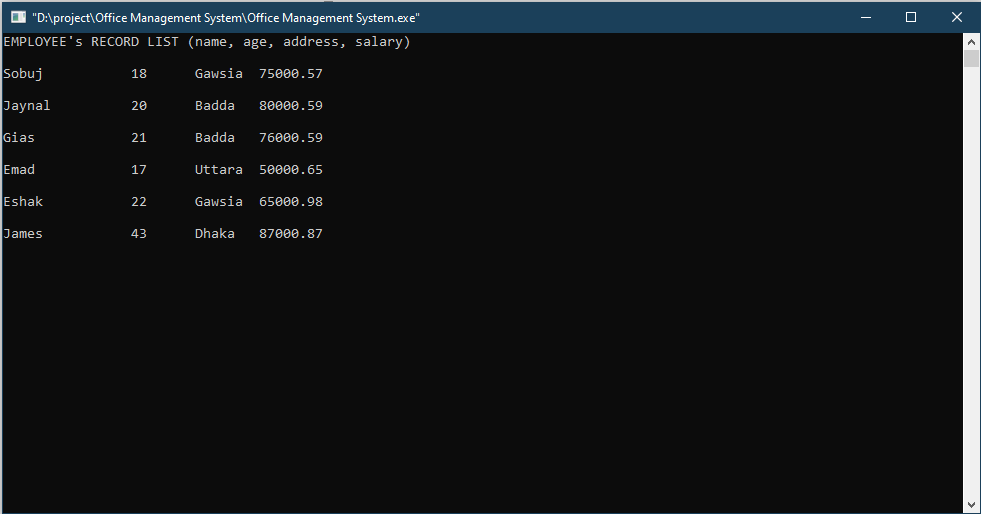 "D:\project\Office Management System\Office Management System.exe"
EMPLOYEE's RECORD LIST (name, age, address, salary)
Sobuj 18 Gawsia 75000.57
Jaynal 20 Badda 80000.59
Gias 21 Badda 76000.59
Emad 17 Uttara 50000.65
Eshak 22 Gawsia 65000.98
James 43 Dhaka 87000.87